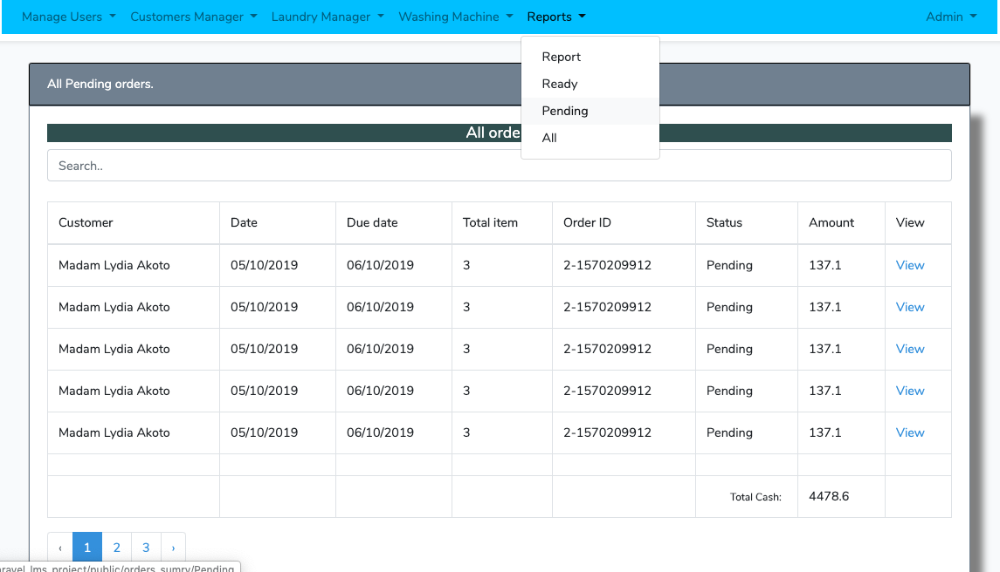 Manage Users Customers Manager Laundry Manager Washing Machine Reports Admin
Report
Ready
Pending
All
All Pending orders.
All orde
Search..
Customer Date Due date Total item Order ID Status Amount View
Madam Lydia Akoto 05/10/2019 06/10/2019 3 2-1570209912 Pending 137.1 View
Madam Lydia Akoto 05/10/2019 06/10/2019 3 2-1570209912 Pending 137.1 View
Madam Lydia Akoto 05/10/2019 06/10/2019 3 2-1570209912 Pending 137.1 View
Madam Lydia Akoto 05/10/2019 06/10/2019 3 2-1570209912 Pending 137.1 View
Madam Lydia Akoto 05/10/2019 06/10/2019 3 2-1570209912 Pending 137.1 View
Total Cash: 4478.6
‹ 1 2 3 ›
ravel_lms_project/public/orders_sumry/Pending